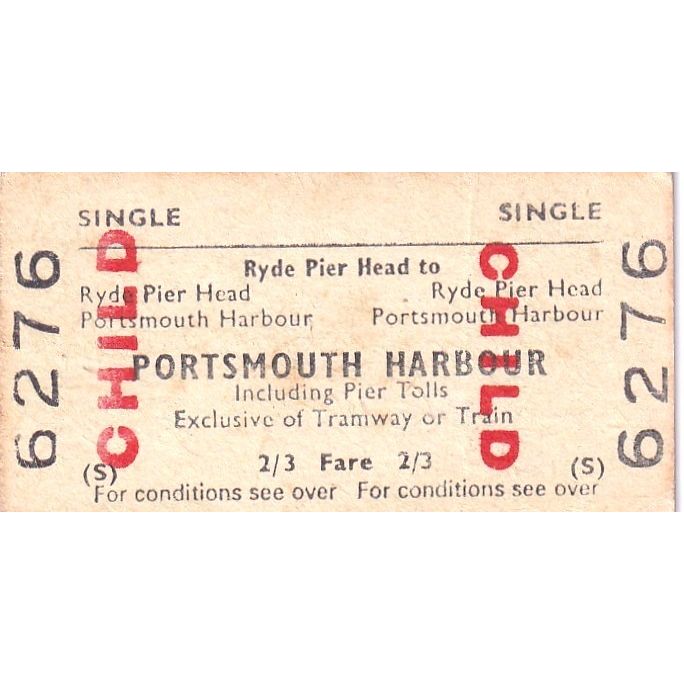 SINGLE SINGLE
Ryde Pier Head to
Ryde Pier Head Ryde Pier Head
Portsmouth Harbour Portsmouth Harbour
PORTSMOUTH HARBOUR
Including Pier Tolls
Exclusive of Tramway or Train
2/3 Fare 2/3
(S) (S)
For conditions see over For conditions see over
CHILD
CHILD
6276
6276